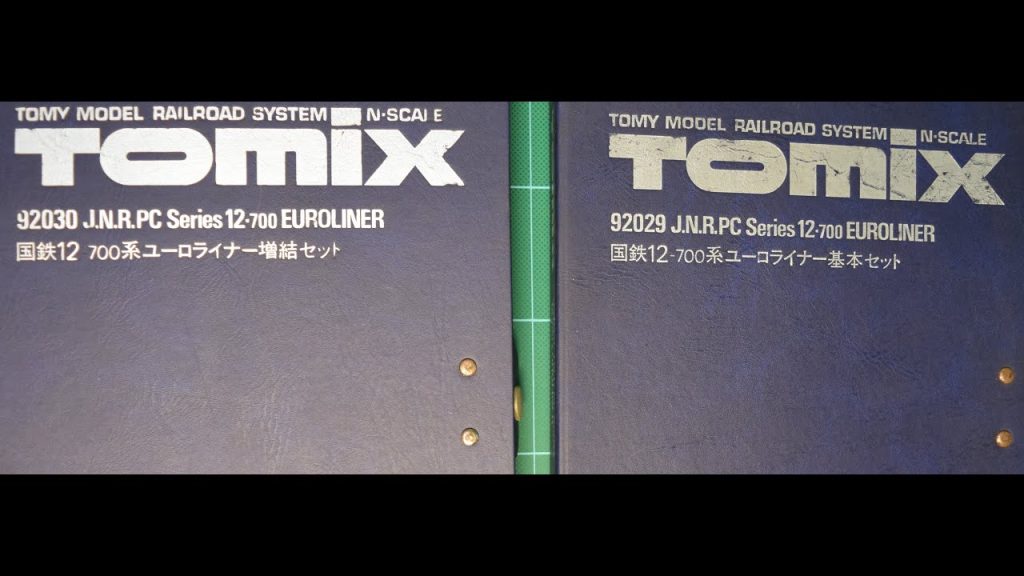 TOMY MODEL RAILROAD SYSTEM N·SCALE
TOMIX
92030 J.N.R.PC Series 12-700 EUROLINER
国鉄12 700系ユーロライナー増結セット
TOMY MODEL RAILROAD SYSTEM N·SCALE
TOMIX
92029 J.N.R.PC Series 12-700 EUROLINER
国鉄12-700系ユーロライナー基本セット